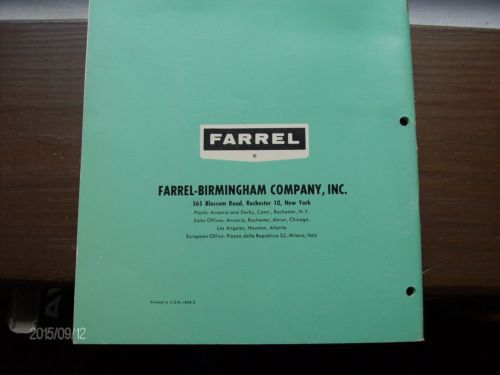 FARREL
®
FARREL-BIRMINGHAM COMPANY, INC.
565 Blossom Road, Rochester 10, New York
Plants: Ansonia and Derby, Conn., Rochester, N. Y.
Sales Offices: Ansonia, Rochester, Akron, Chicago,
Los Angeles, Houston, Atlanta
European Office: Piazza della Republica 32, Milano, Italy
Printed in U.S.A.—
2015/09/12